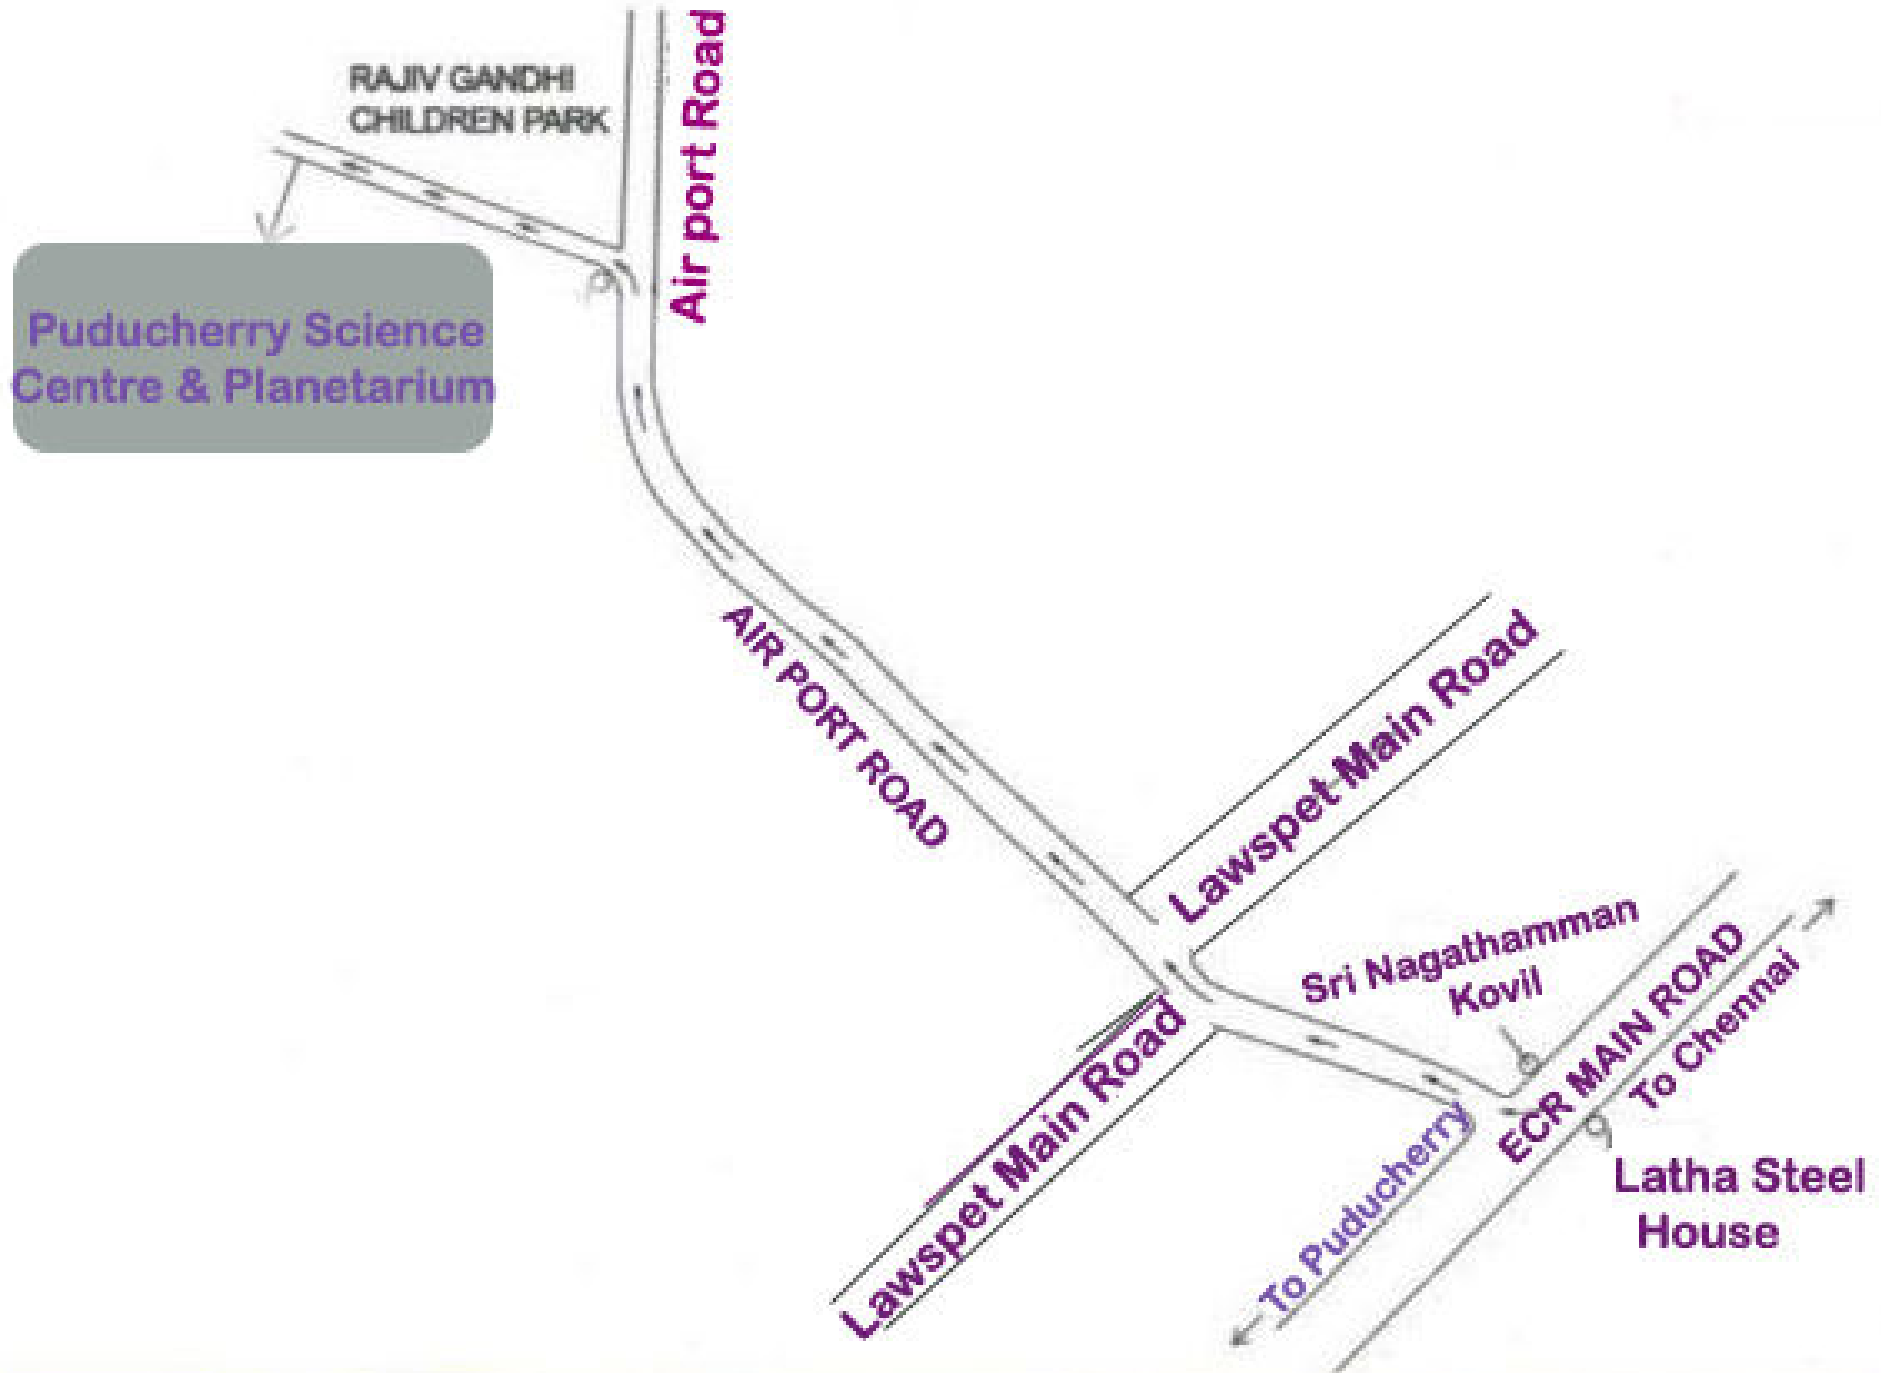 RAJIV GANDHI
CHILDREN PARK
Air port Road
Puducherry Science
Centre & Planetarium
AIR PORT ROAD
Lawspet Main Road
Sri Nagathamman
Kovil
ECR MAIN ROAD
To Chennai
Lawspet Main Road
To Puducherry
Latha Steel
House